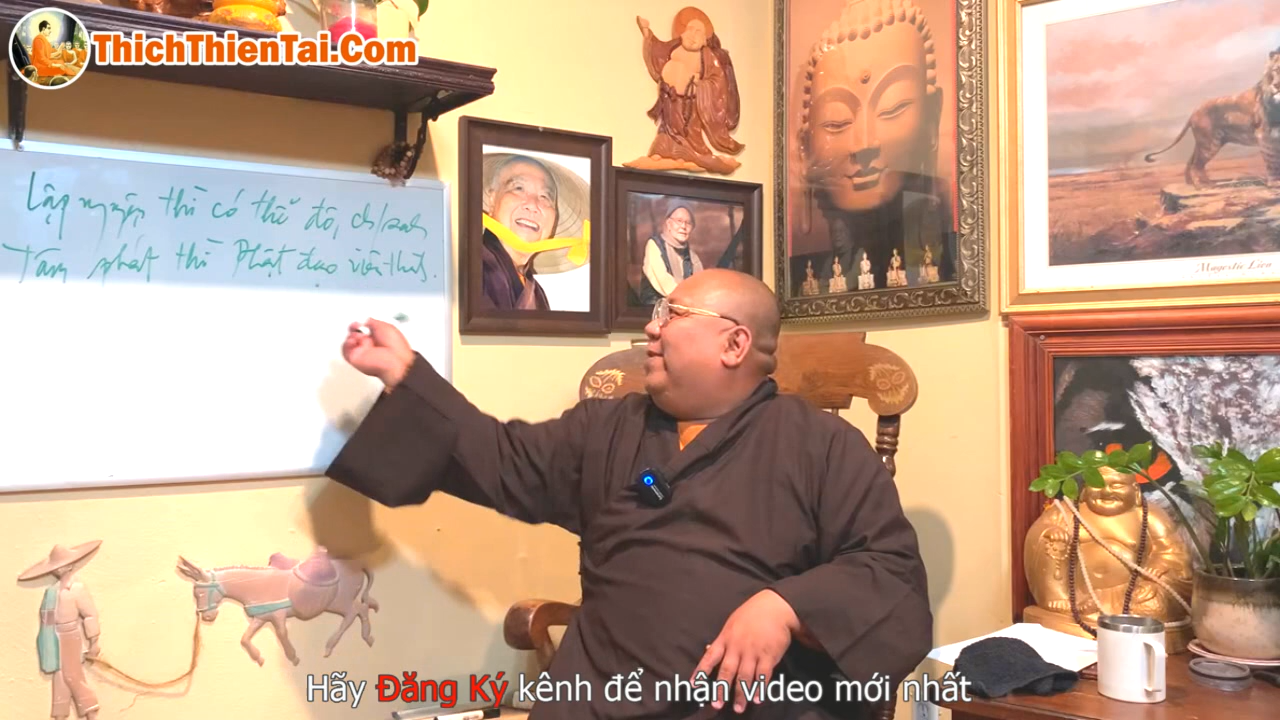 ThichThienTai.Com
Lập nguyện thì có thể độ, ch/sanh
Tâm phát thì Phật đạo viên thành.
Majestic Lion
Hãy Đăng Ký kênh để nhận video mới nhất